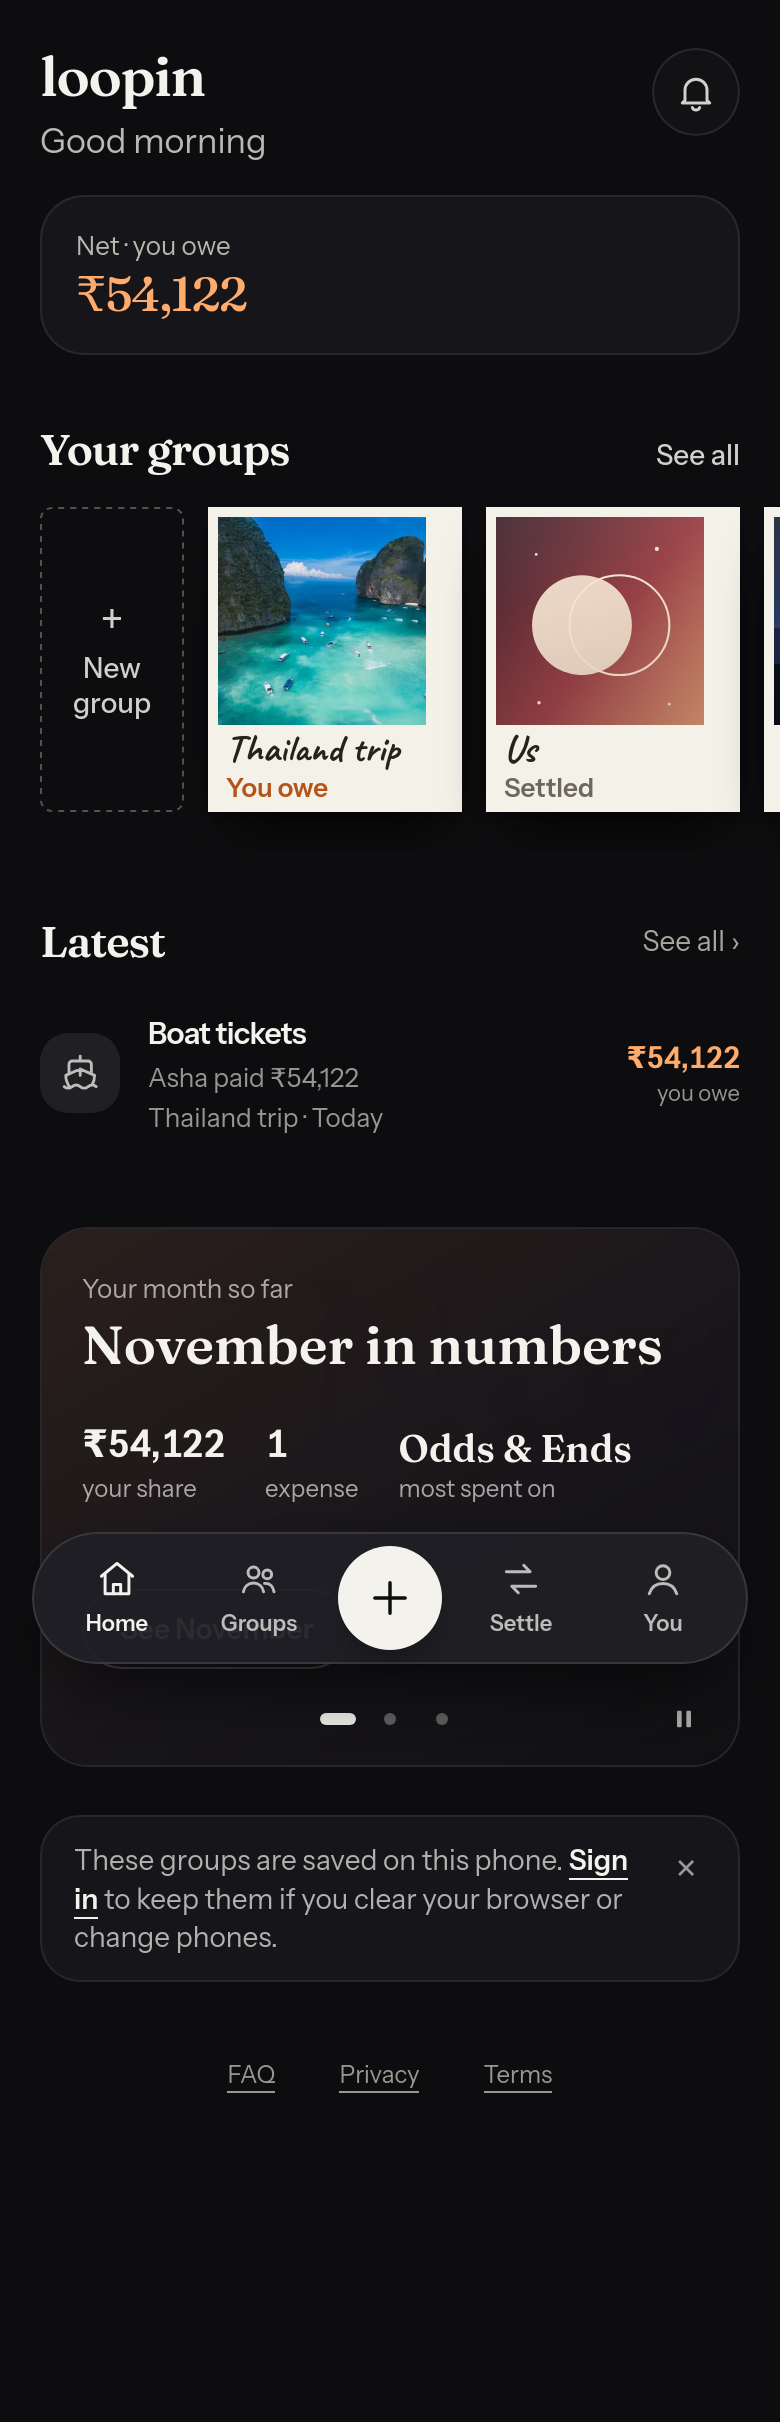 loopin
Good morning
Net · you owe
₹54,122
Your groups
See all
+
New
group
Thailand trip
You owe
Us
Settled
Latest
See all ›
Boat tickets
Asha paid ₹54,122
Thailand trip · Today
₹54,122
you owe
Your month so far
November in numbers
₹54,122
your share
1
expense
Odds & Ends
most spent on
See November
Home
Groups
Settle
You
These groups are saved on this phone. Sign
in to keep them if you clear your browser or
change phones.
FAQ
Privacy
Terms